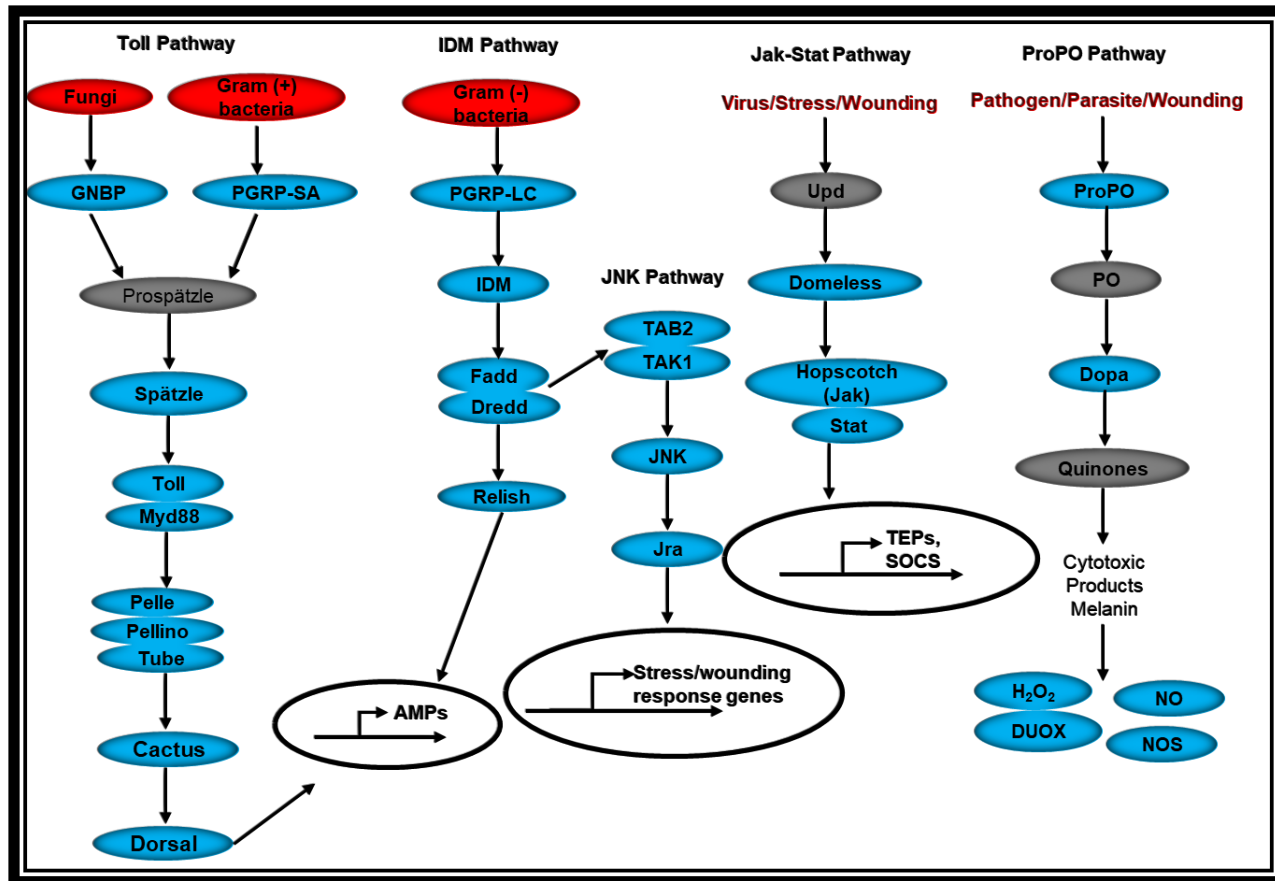 Toll Pathway
Fungi
Gram (+)
bacteria
GNBP
PGRP-SA
Prospätzle
Spätzle
Toll
Myd88
Pelle
Pellino
Tube
Cactus
Dorsal
IDM Pathway
Gram (-)
bacteria
PGRP-LC
IDM
Fadd
Dredd
Relish
AMPs
JNK Pathway
TAB2
TAK1
JNK
Jra
Stress/wounding
response genes
Jak-Stat Pathway
Virus/Stress/Wounding
Upd
Domeless
Hopscotch
(Jak)
Stat
TEPs,
SOCS
ProPO Pathway
Pathogen/Parasite/Wounding
ProPO
PO
Dopa
Quinones
Cytotoxic
Products
Melanin
H₂O₂
DUOX
NO
NOS